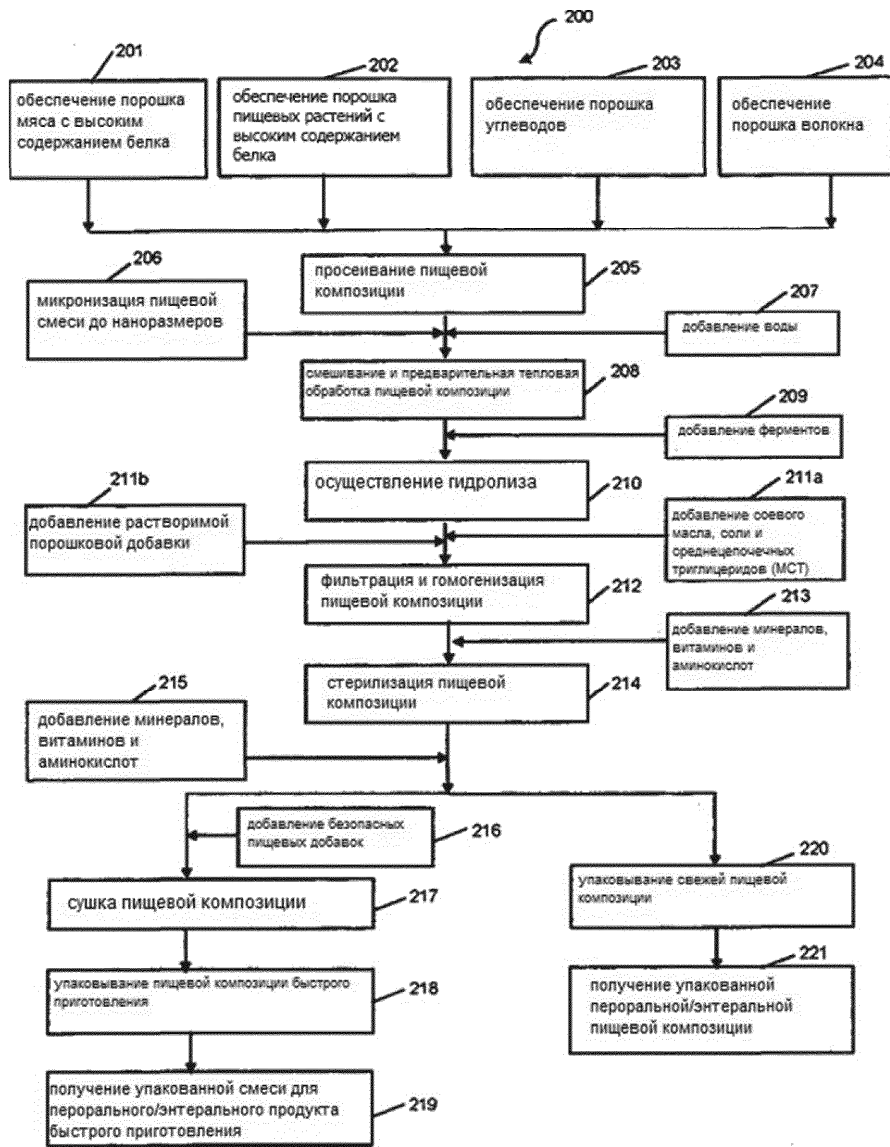 200
201
обеспечение порошка
мяса с высоким
содержанием белка
202
обеспечение порошка
пищевых растений с
высоким содержанием
белка
203
обеспечение порошка
углеводов
204
обеспечение
порошка волокна
206
микронизация пищевой
смеси до наноразмеров
просеивание пищевой
композиции
205
207
добавление воды
смешивание и предварительная тепловая
обработка пищевой композиции
208
209
добавление ферментов
осуществление гидролиза
210
211b
добавление растворимой
порошковой добавки
211a
добавление соевого
масла, соли и
среднецепочечных
триглицеридов (МСТ)
фильтрация и гомогенизация
пищевой композиции
212
213
добавление минералов,
витаминов и
аминокислот
стерилизация пищевой
композиции
214
215
добавление минералов,
витаминов и
аминокислот
добавление безопасных
пищевых добавок
216
сушка пищевой композиции
217
220
упаковывание свежей пищевой
композиции
упаковывание пищевой композиции быстрого
приготовления
218
221
получение упакованной
пероральной/энтеральной
пищевой композиции
получение упакованной смеси для
перорального/энтерального продукта
быстрого приготовления
219